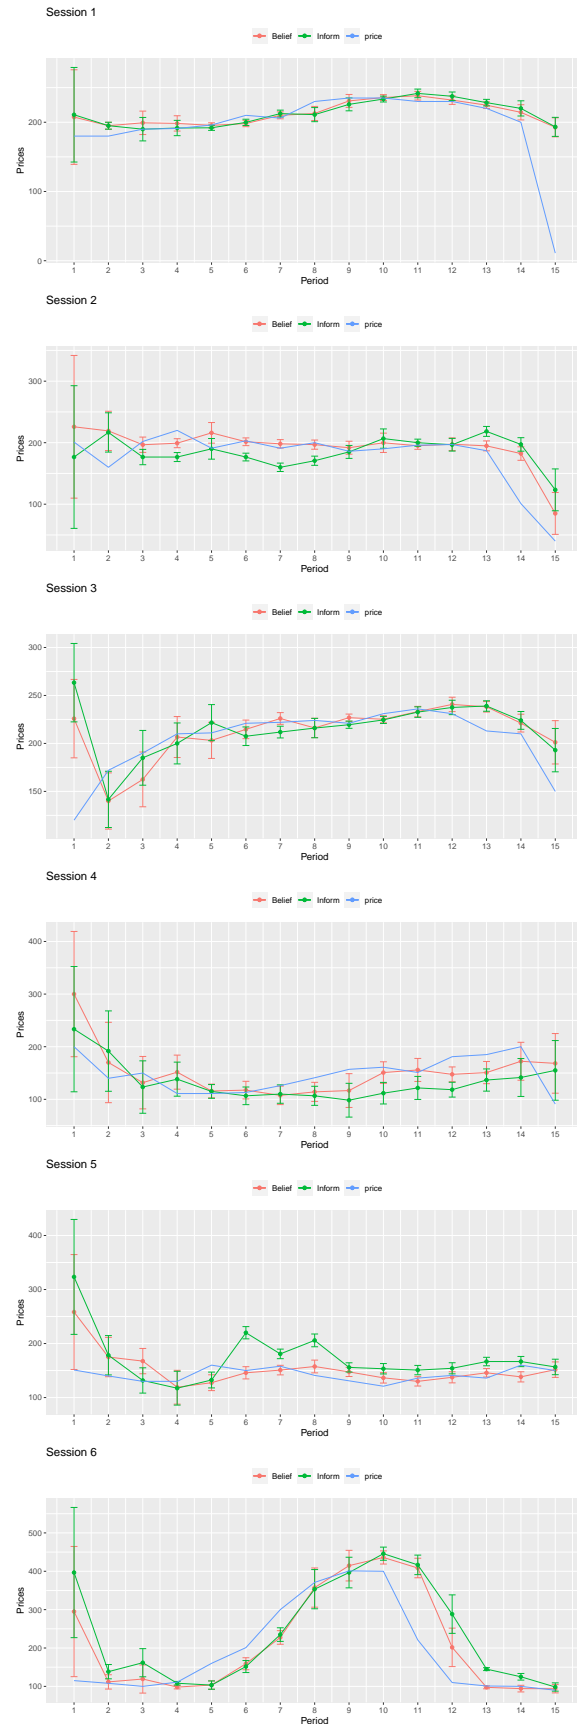 Session 1
Belief Inform price
200
100
0
Prices
1 2 3 4 5 6 7 8 9 10 11 12 13 14 15
Period
Session 2
Belief Inform price
300
200
100
Prices
1 2 3 4 5 6 7 8 9 10 11 12 13 14 15
Period
Session 3
Belief Inform price
300
250
200
150
Prices
1 2 3 4 5 6 7 8 9 10 11 12 13 14 15
Period
Session 4
Belief Inform price
400
300
200
100
Prices
1 2 3 4 5 6 7 8 9 10 11 12 13 14 15
Period
Session 5
Belief Inform price
400
300
200
100
Prices
1 2 3 4 5 6 7 8 9 10 11 12 13 14 15
Period
Session 6
Belief Inform price
500
400
300
200
100
Prices
1 2 3 4 5 6 7 8 9 10 11 12 13 14 15
Period